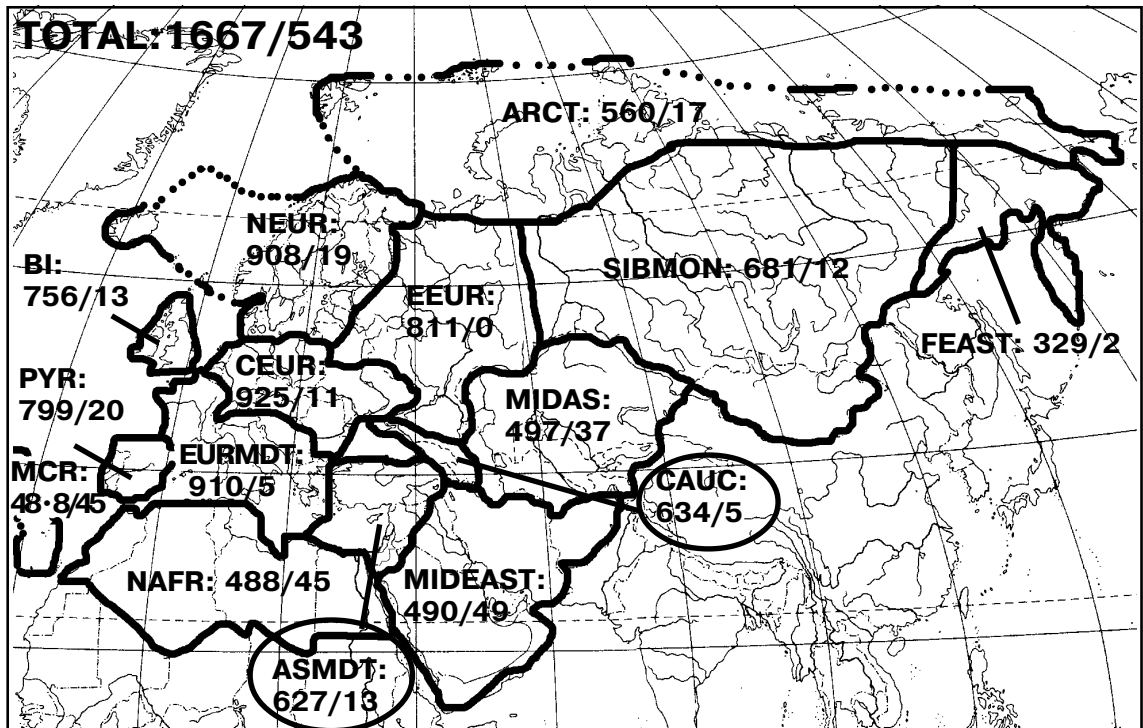 TOTAL:1667/543
ARCT: 560/17
NEUR:
908/19
BI:
756/13
SIBMON: 681/12
EEUR:
811/0
FEAST: 329/2
CEUR:
925/11
PYR:
799/20
MIDAS:
497/37
EURMDT:
910/5
MCR:
48·8/45
CAUC:
634/5
NAFR: 488/45
MIDEAST:
490/49
ASMDT:
627/13